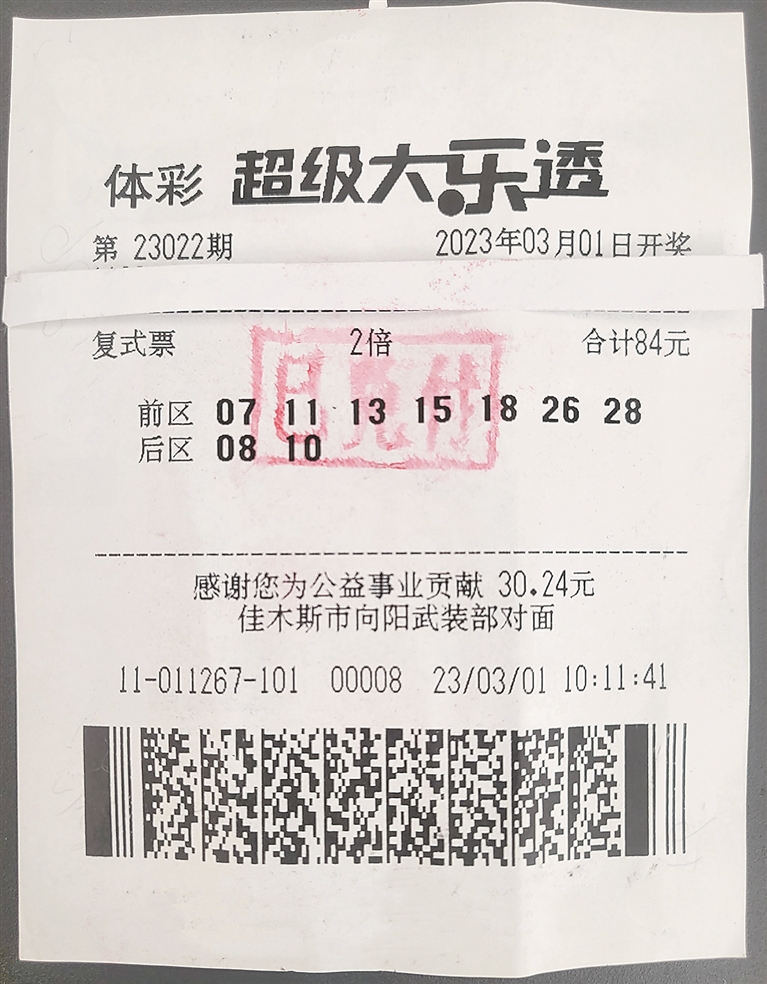 体彩 超级大乐透
第 23022期 2023年03月01日开奖
复式票 2倍 合计84元
前区 07 11 13 15 18 26 28
后区 08 10
已兑付
感谢您为公益事业贡献 30.24元
佳木斯市向阳武装部对面
11-011267-101 00008 23/03/01 10:11:41